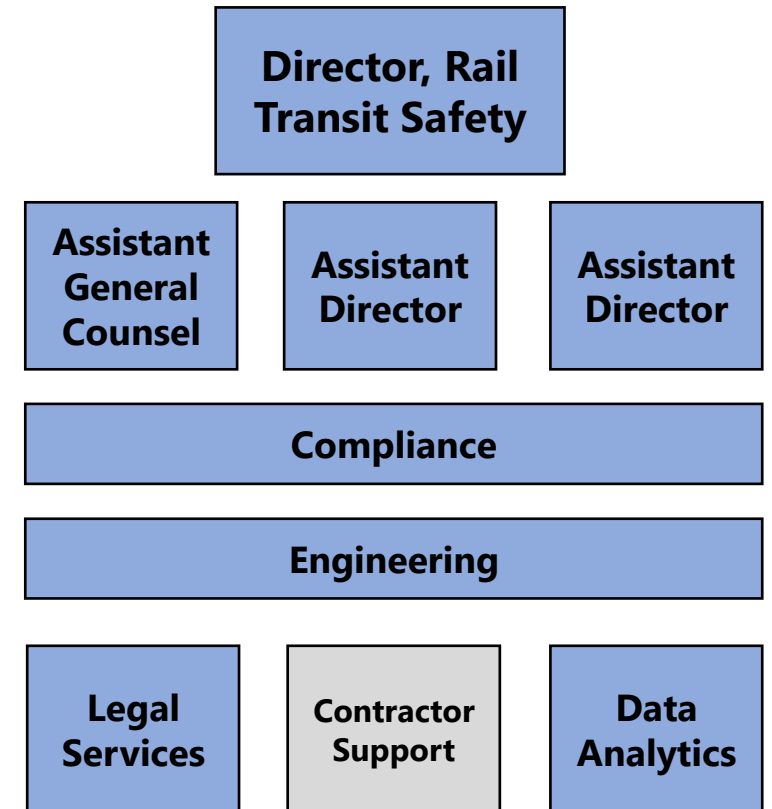 Director, Rail
Transit Safety
Assistant
General
Counsel
Assistant
Director
Assistant
Director
Compliance
Engineering
Legal
Services
Contractor
Support
Data
Analytics